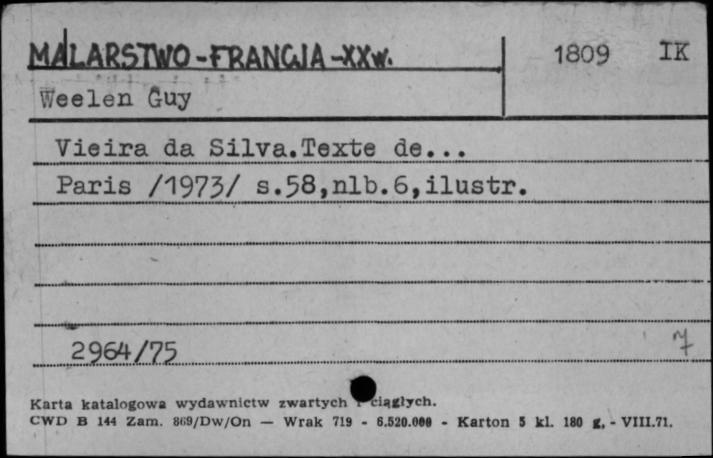 MALARSTWO-FRANCJA-XXw.
1809 IK
Weelen Guy
Vieira da Silva.Texte de...
Paris /1973/ s.58,nlb.6,ilustr.
2964/75
7
Karta katalogowa wydawnictw zwartych i ciągłych.
CWD B 144 Zam. 869/Dw/On — Wrak 719 - 6.520.000 - Karton 5 kl. 180 g, - VIII.71.